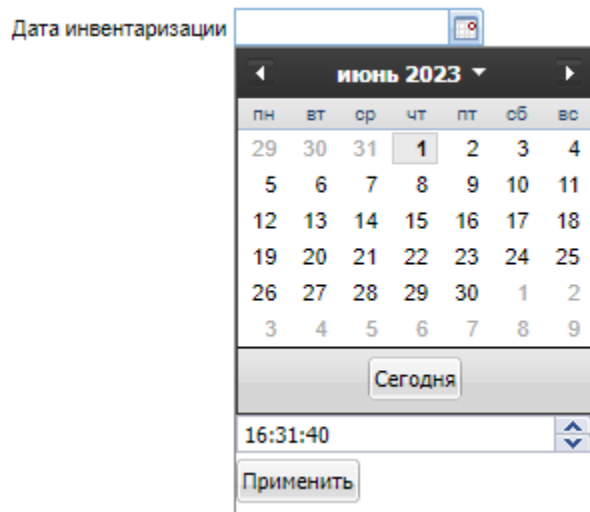 Дата инвентаризации
июнь 2023
пн вт ср чт пт сб вс
29 30 31 1 2 3 4
5 6 7 8 9 10 11
12 13 14 15 16 17 18
19 20 21 22 23 24 25
26 27 28 29 30 1 2
3 4 5 6 7 8 9
Сегодня
16:31:40
Применить